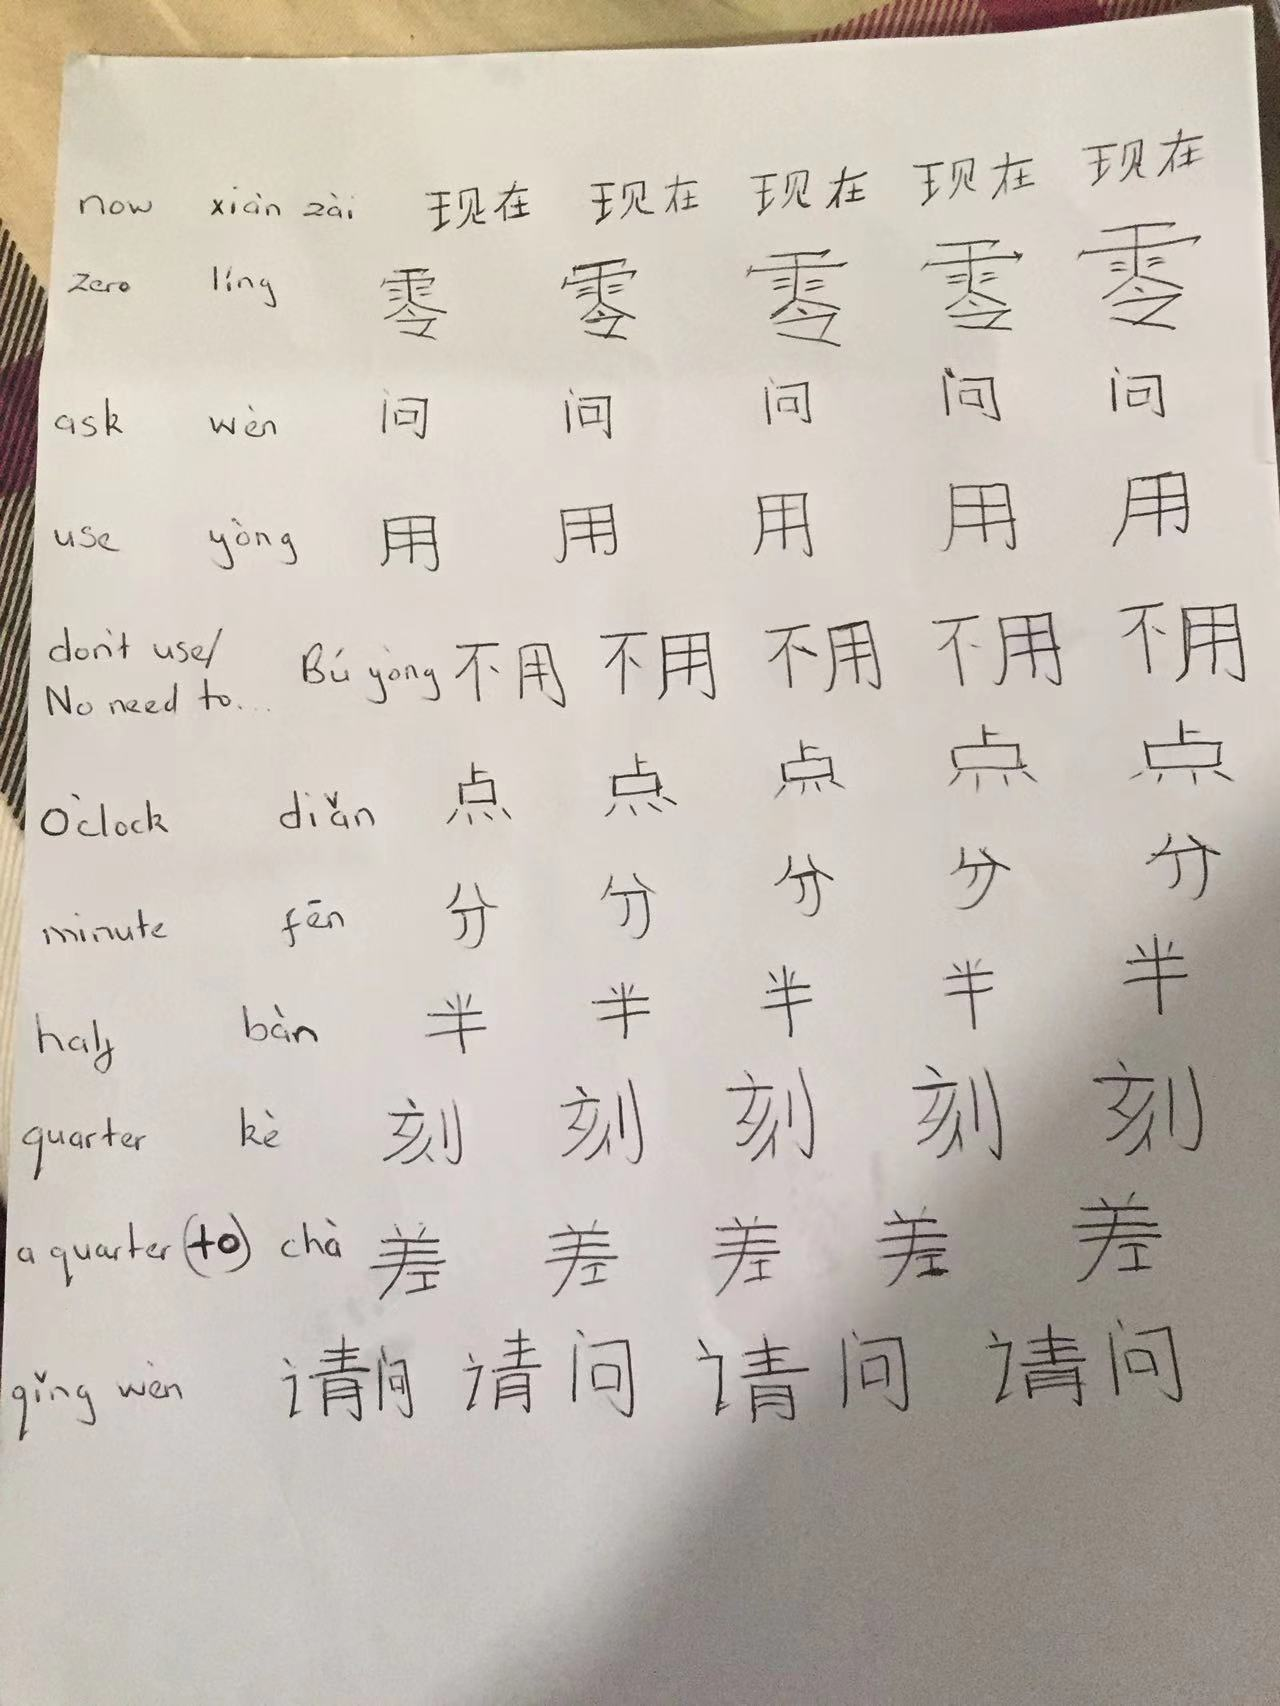 now xiàn zài 现在 现在 现在 现在 现在
zero líng 零 零 零 零 零
ask wèn 问 问 问 问 问
use yòng 用 用 用 用 用
don't use/ Bú yòng 不用 不用 不用 不用 不用
No need to...
O'clock diǎn 点 点 点 点 点
minute fēn 分 分 分 分 分
half bàn 半 半 半 半 半
quarter kè 刻 刻 刻 刻 刻
a quarter (to) chà 差 差 差 差 差
qǐng wèn 请问 请问 请问 请问